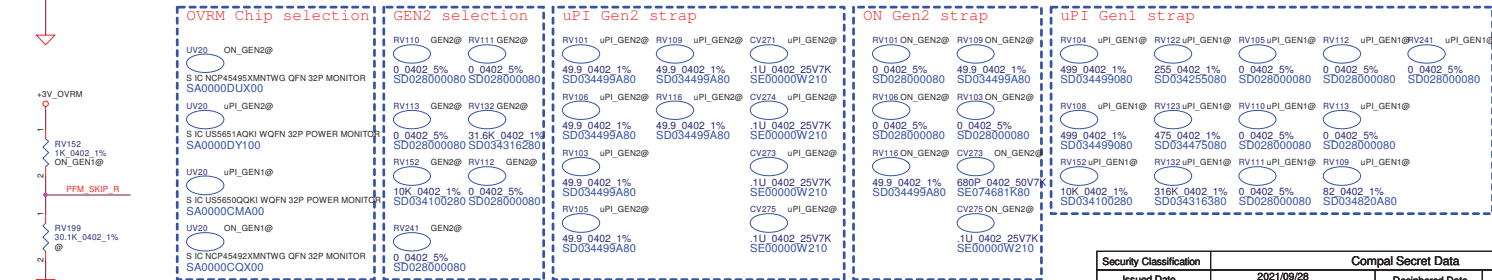 +3V_OVRM
1
RV152
1K_0402_1%
ON_GEN1@
2
PFM_SKIP_R
1
RV199
30.1K_0402_1%
@
2
OVRM Chip selection
UV20 ON_GEN2@
S IC NCP45495XMNTWG QFN 32P MONITOR
SA0000DUX00
UV20 uPI_GEN2@
S IC US5651AQKI WQFN 32P POWER MONITOR
SA0000DY100
UV20 uPI_GEN1@
S IC US5650QQKI WQFN 32P POWER MONITOR
SA0000CMA00
UV20 ON_GEN1@
S IC NCP45492XMNTWG QFN 32P MONITOR
SA0000CQX00
GEN2 selection
RV110 GEN2@ RV111 GEN2@
0_0402_5% 0_0402_5%
SD028000080 SD028000080
RV113 RV132 GEN2@
0_0402_5% 31.6K_0402_1%
SD028000080 SD034316280
RV152 RV112 GEN2@
10K_0402_1% 0_0402_5%
SD034100280 SD028000080
RV241 GEN2@
0_0402_5%
SD028000080
uPI Gen2 strap
RV101 uPI_GEN2@ RV109 uPI_GEN2@ CV271 uPI_GEN2@
49.9_0402_1% 49.9_0402_1% .1U_0402_25V7K
SD034499A80 SD034499A80 SE00000W210
RV106 uPI_GEN2@ RV116 uPI_GEN2@ CV274 uPI_GEN2@
49.9_0402_1% 49.9_0402_1% .1U_0402_25V7K
SD034499A80 SD034499A80 SE00000W210
RV103 uPI_GEN2@ CV273 uPI_GEN2@
49.9_0402_1% .1U_0402_25V7K
SD034499A80 SE00000W210
RV105 uPI_GEN2@ CV275 uPI_GEN2@
49.9_0402_1% .1U_0402_25V7K
SD034499A80 SE00000W210
ON Gen2 strap
RV101 ON_GEN2@ RV109 ON_GEN2@
0_0402_5% 49.9_0402_1%
SD028000080 SD034499A80
RV106 ON_GEN2@ RV103 ON_GEN2@
0_0402_5% 0_0402_5%
SD028000080 SD028000080
RV116 ON_GEN2@ CV273 ON_GEN2@
49.9_0402_1% 680P_0402_50V7K
SD034499A80 SE074681K80
CV275 ON_GEN2@
.1U_0402_25V7K
SE00000W210
uPI Gen1 strap
RV104 uPI_GEN1@ RV122 uPI_GEN1@ RV105 uPI_GEN1@ RV112 uPI_GEN1@ RV241 uPI_GEN1@
499_0402_1% 255_0402_1% 0_0402_5% 0_0402_5% 0_0402_5%
SD034499080 SD034255080 SD028000080 SD028000080 SD028000080
RV108 uPI_GEN1@ RV123 uPI_GEN1@ RV110 uPI_GEN1@ RV113 uPI_GEN1@
499_0402_1% 475_0402_1% 0_0402_5% 0_0402_5%
SD034499080 SD034475080 SD028000080 SD028000080
RV152 uPI_GEN1@ RV132 uPI_GEN1@ RV111 uPI_GEN1@ RV109 uPI_GEN1@
10K_0402_1% 316K_0402_1% 0_0402_5% 82_0402_1%
SD034100280 SD034316380 SD028000080 SD034820A80
Security Classification Compal Secret Data
Issued Date 2021/09/28 Deciphered Date